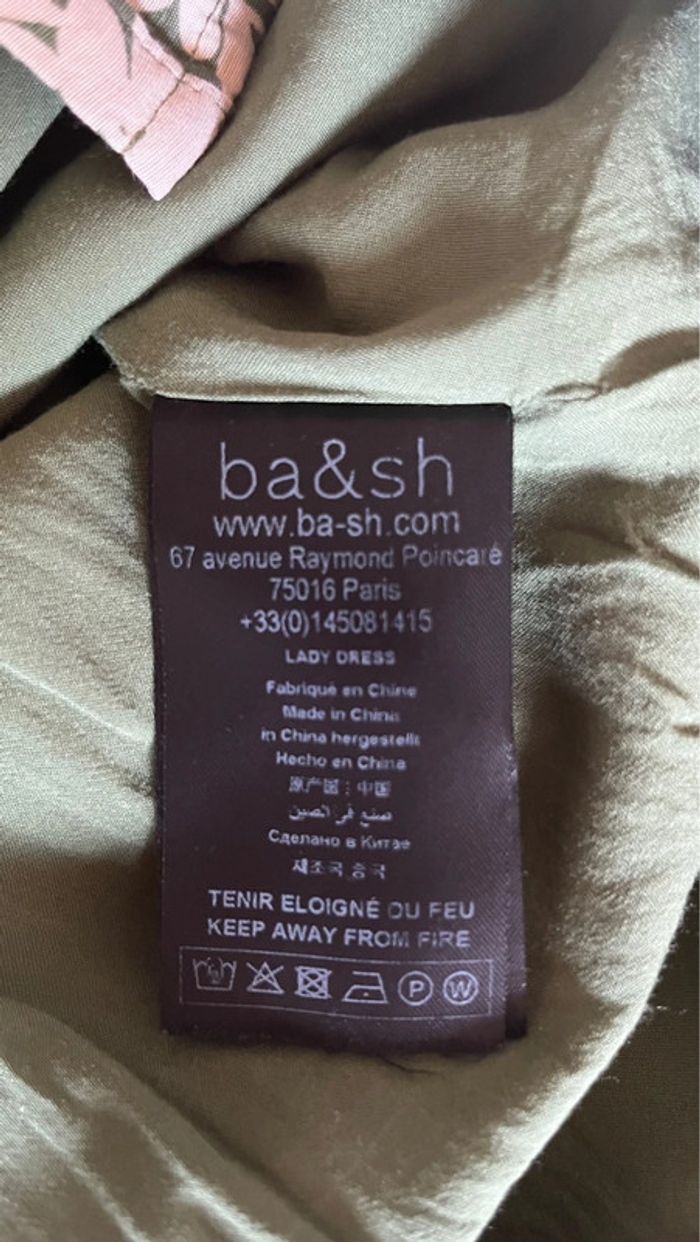 ba&sh
www.ba-sh.com
67 avenue Raymond Poincaré
75016 Paris
+33(0)145081415
LADY DRESS
Fabriqué en Chine
Made in China
in China hergestellt
Hecho en China
原产国：中国
صنع في الصين
Сделано в Китае
제조국 중국
TENIR ELOIGNÉ DU FEU
KEEP AWAY FROM FIRE
P W